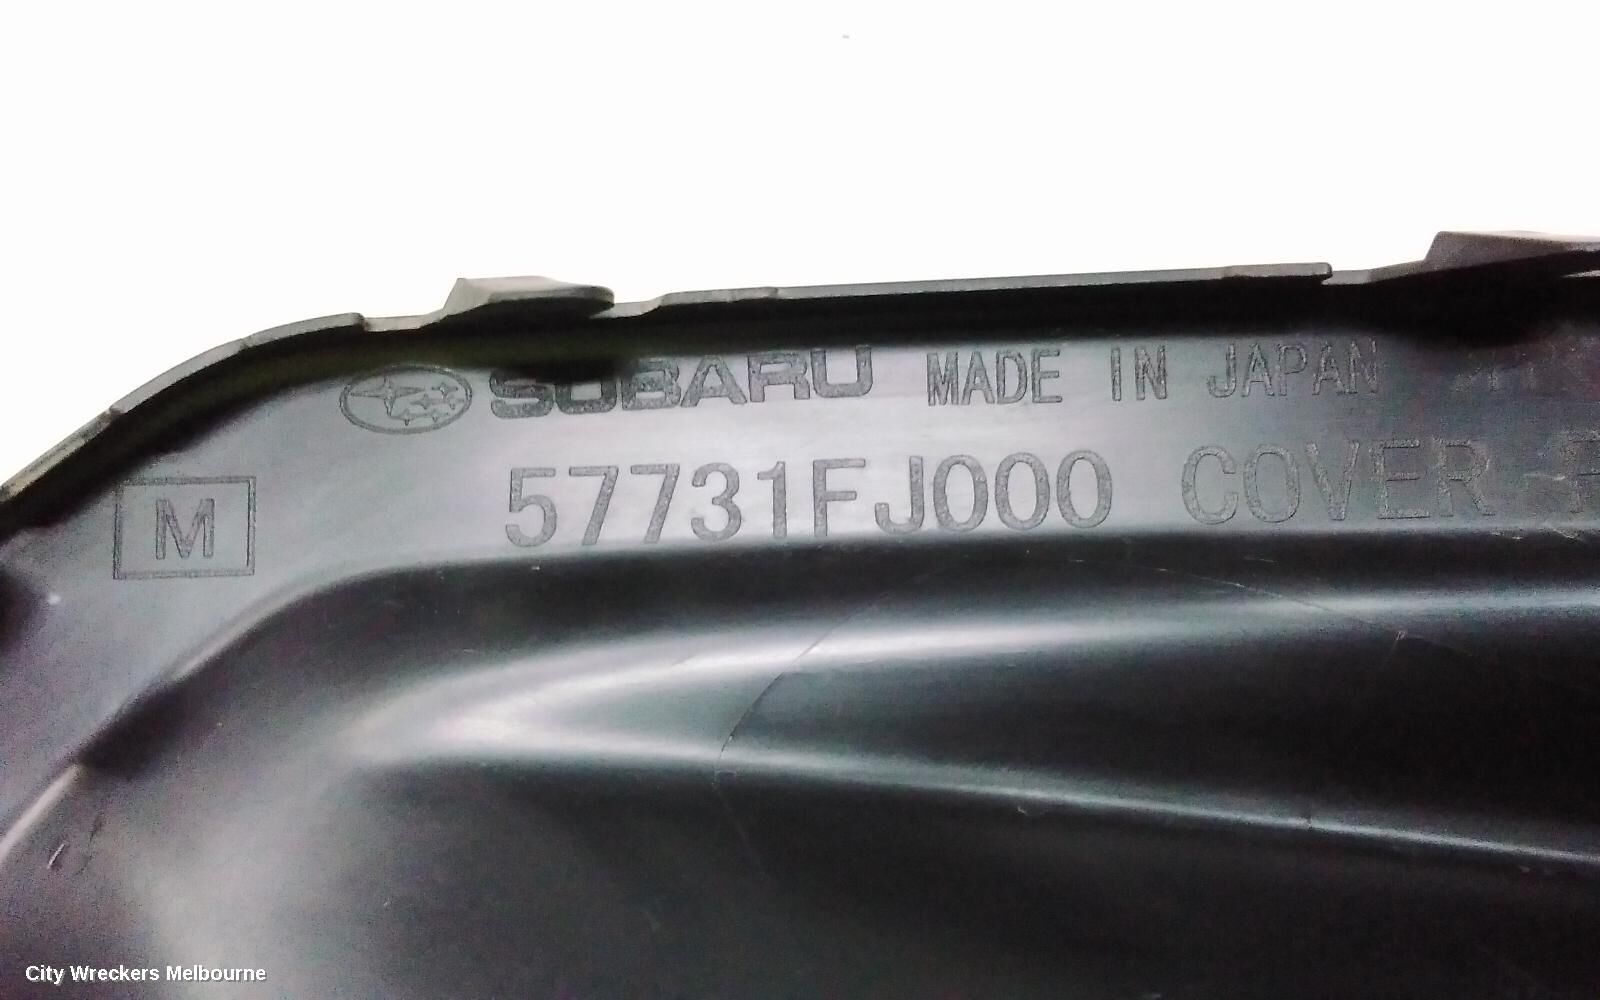 SUBARU MADE IN JAPAN
57731FJ000 COVER
M
City Wreckers Melbourne